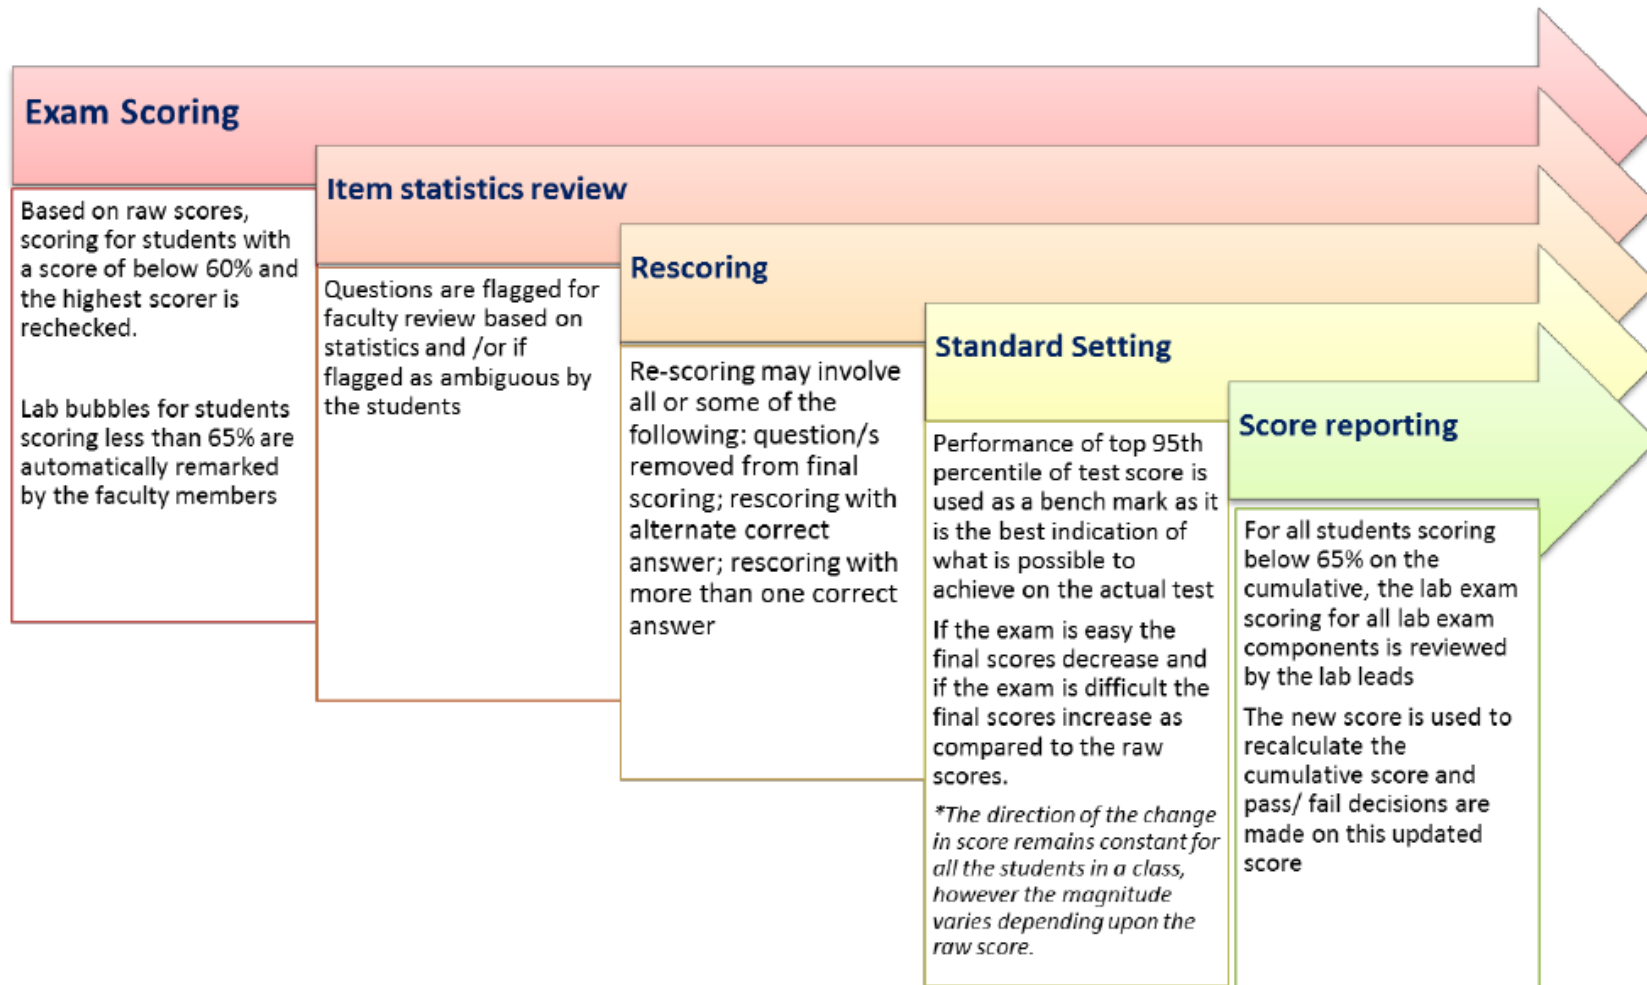 Exam Scoring
Based on raw scores,
scoring for students with
a score of below 60% and
the highest scorer is
rechecked.
Lab bubbles for students
scoring less than 65% are
automatically remarked
by the faculty members
Item statistics review
Questions are flagged for
faculty review based on
statistics and /or if
flagged as ambiguous by
the students
Rescoring
Re-scoring may involve
all or some of the
following: question/s
removed from final
scoring; rescoring with
alternate correct
answer; rescoring with
more than one correct
answer
Standard Setting
Performance of top 95th
percentile of test score is
used as a bench mark as it
is the best indication of
what is possible to
achieve on the actual test
If the exam is easy the
final scores decrease and
if the exam is difficult the
final scores increase as
compared to the raw
scores.
*The direction of the change
in score remains constant for
all the students in a class,
however the magnitude
varies depending upon the
raw score.
Score reporting
For all students scoring
below 65% on the
cumulative, the lab exam
scoring for all lab exam
components is reviewed
by the lab leads
The new score is used to
recalculate the
cumulative score and
pass/ fail decisions are
made on this updated
score